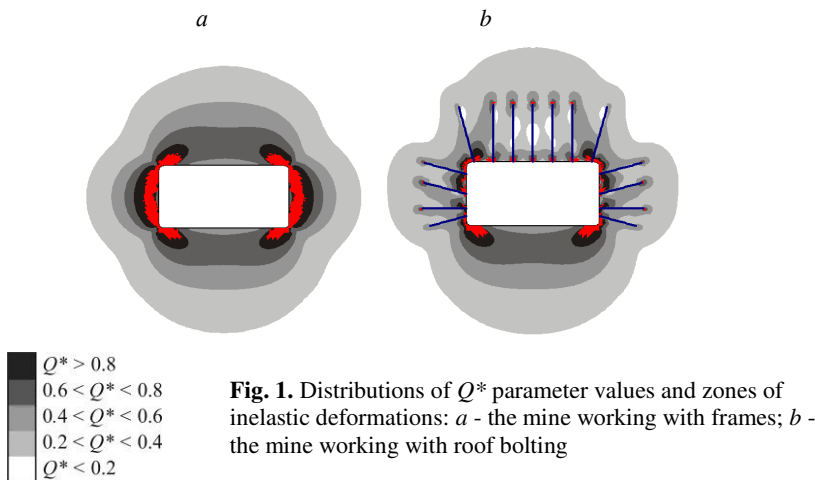 a
b
Q* > 0.8
0.6 < Q* < 0.8
0.4 < Q* < 0.6
0.2 < Q* < 0.4
Q* < 0.2
Fig. 1. Distributions of Q* parameter values and zones of
inelastic deformations: a - the mine working with frames; b -
the mine working with roof bolting